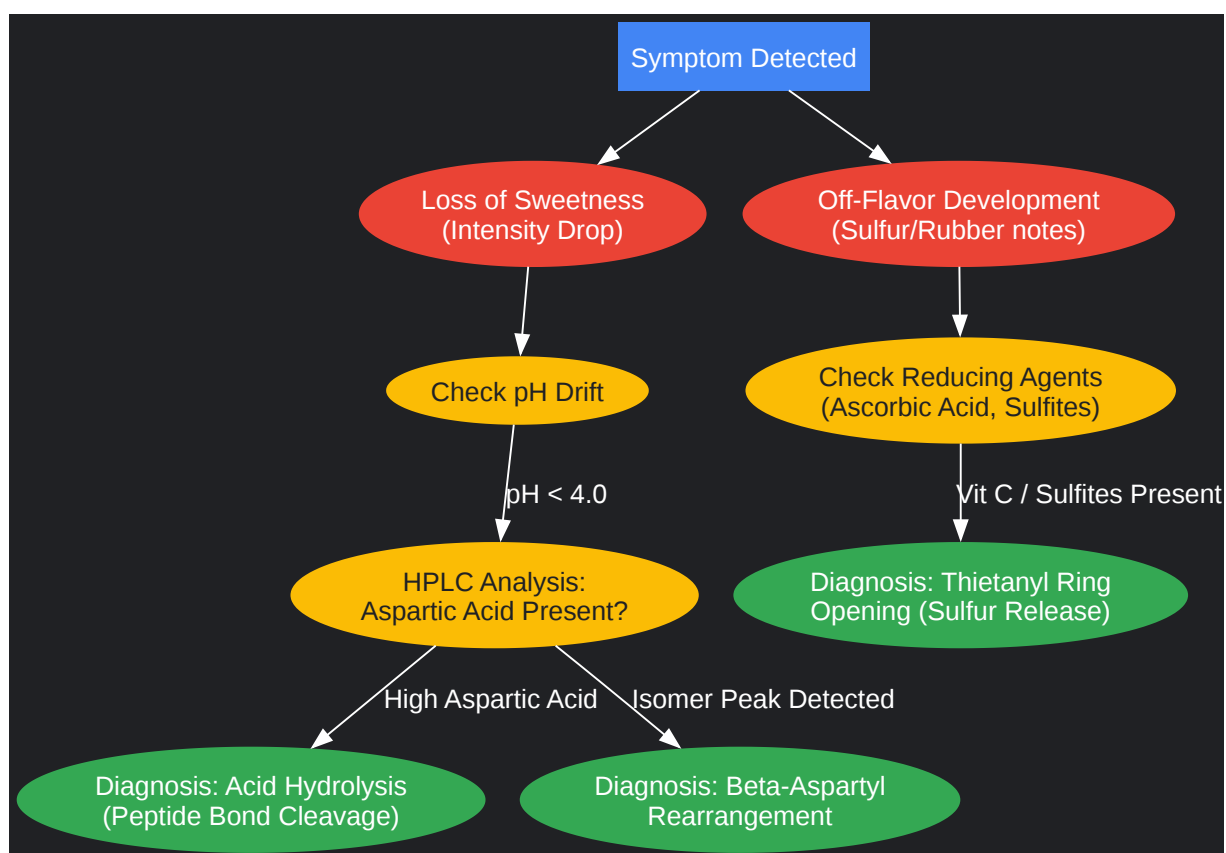 Symptom Detected
Loss of Sweetness
(Intensity Drop)
Off-Flavor Development
(Sulfur/Rubber notes)
Check pH Drift
Check Reducing Agents
(Ascorbic Acid, Sulfites)
pH < 4.0
Vit C / Sulfites Present
HPLC Analysis:
Aspartic Acid Present?
Diagnosis: Thietanyl Ring
Opening (Sulfur Release)
High Aspartic Acid
Isomer Peak Detected
Diagnosis: Acid Hydrolysis
(Peptide Bond Cleavage)
Diagnosis: Beta-Aspartyl
Rearrangement